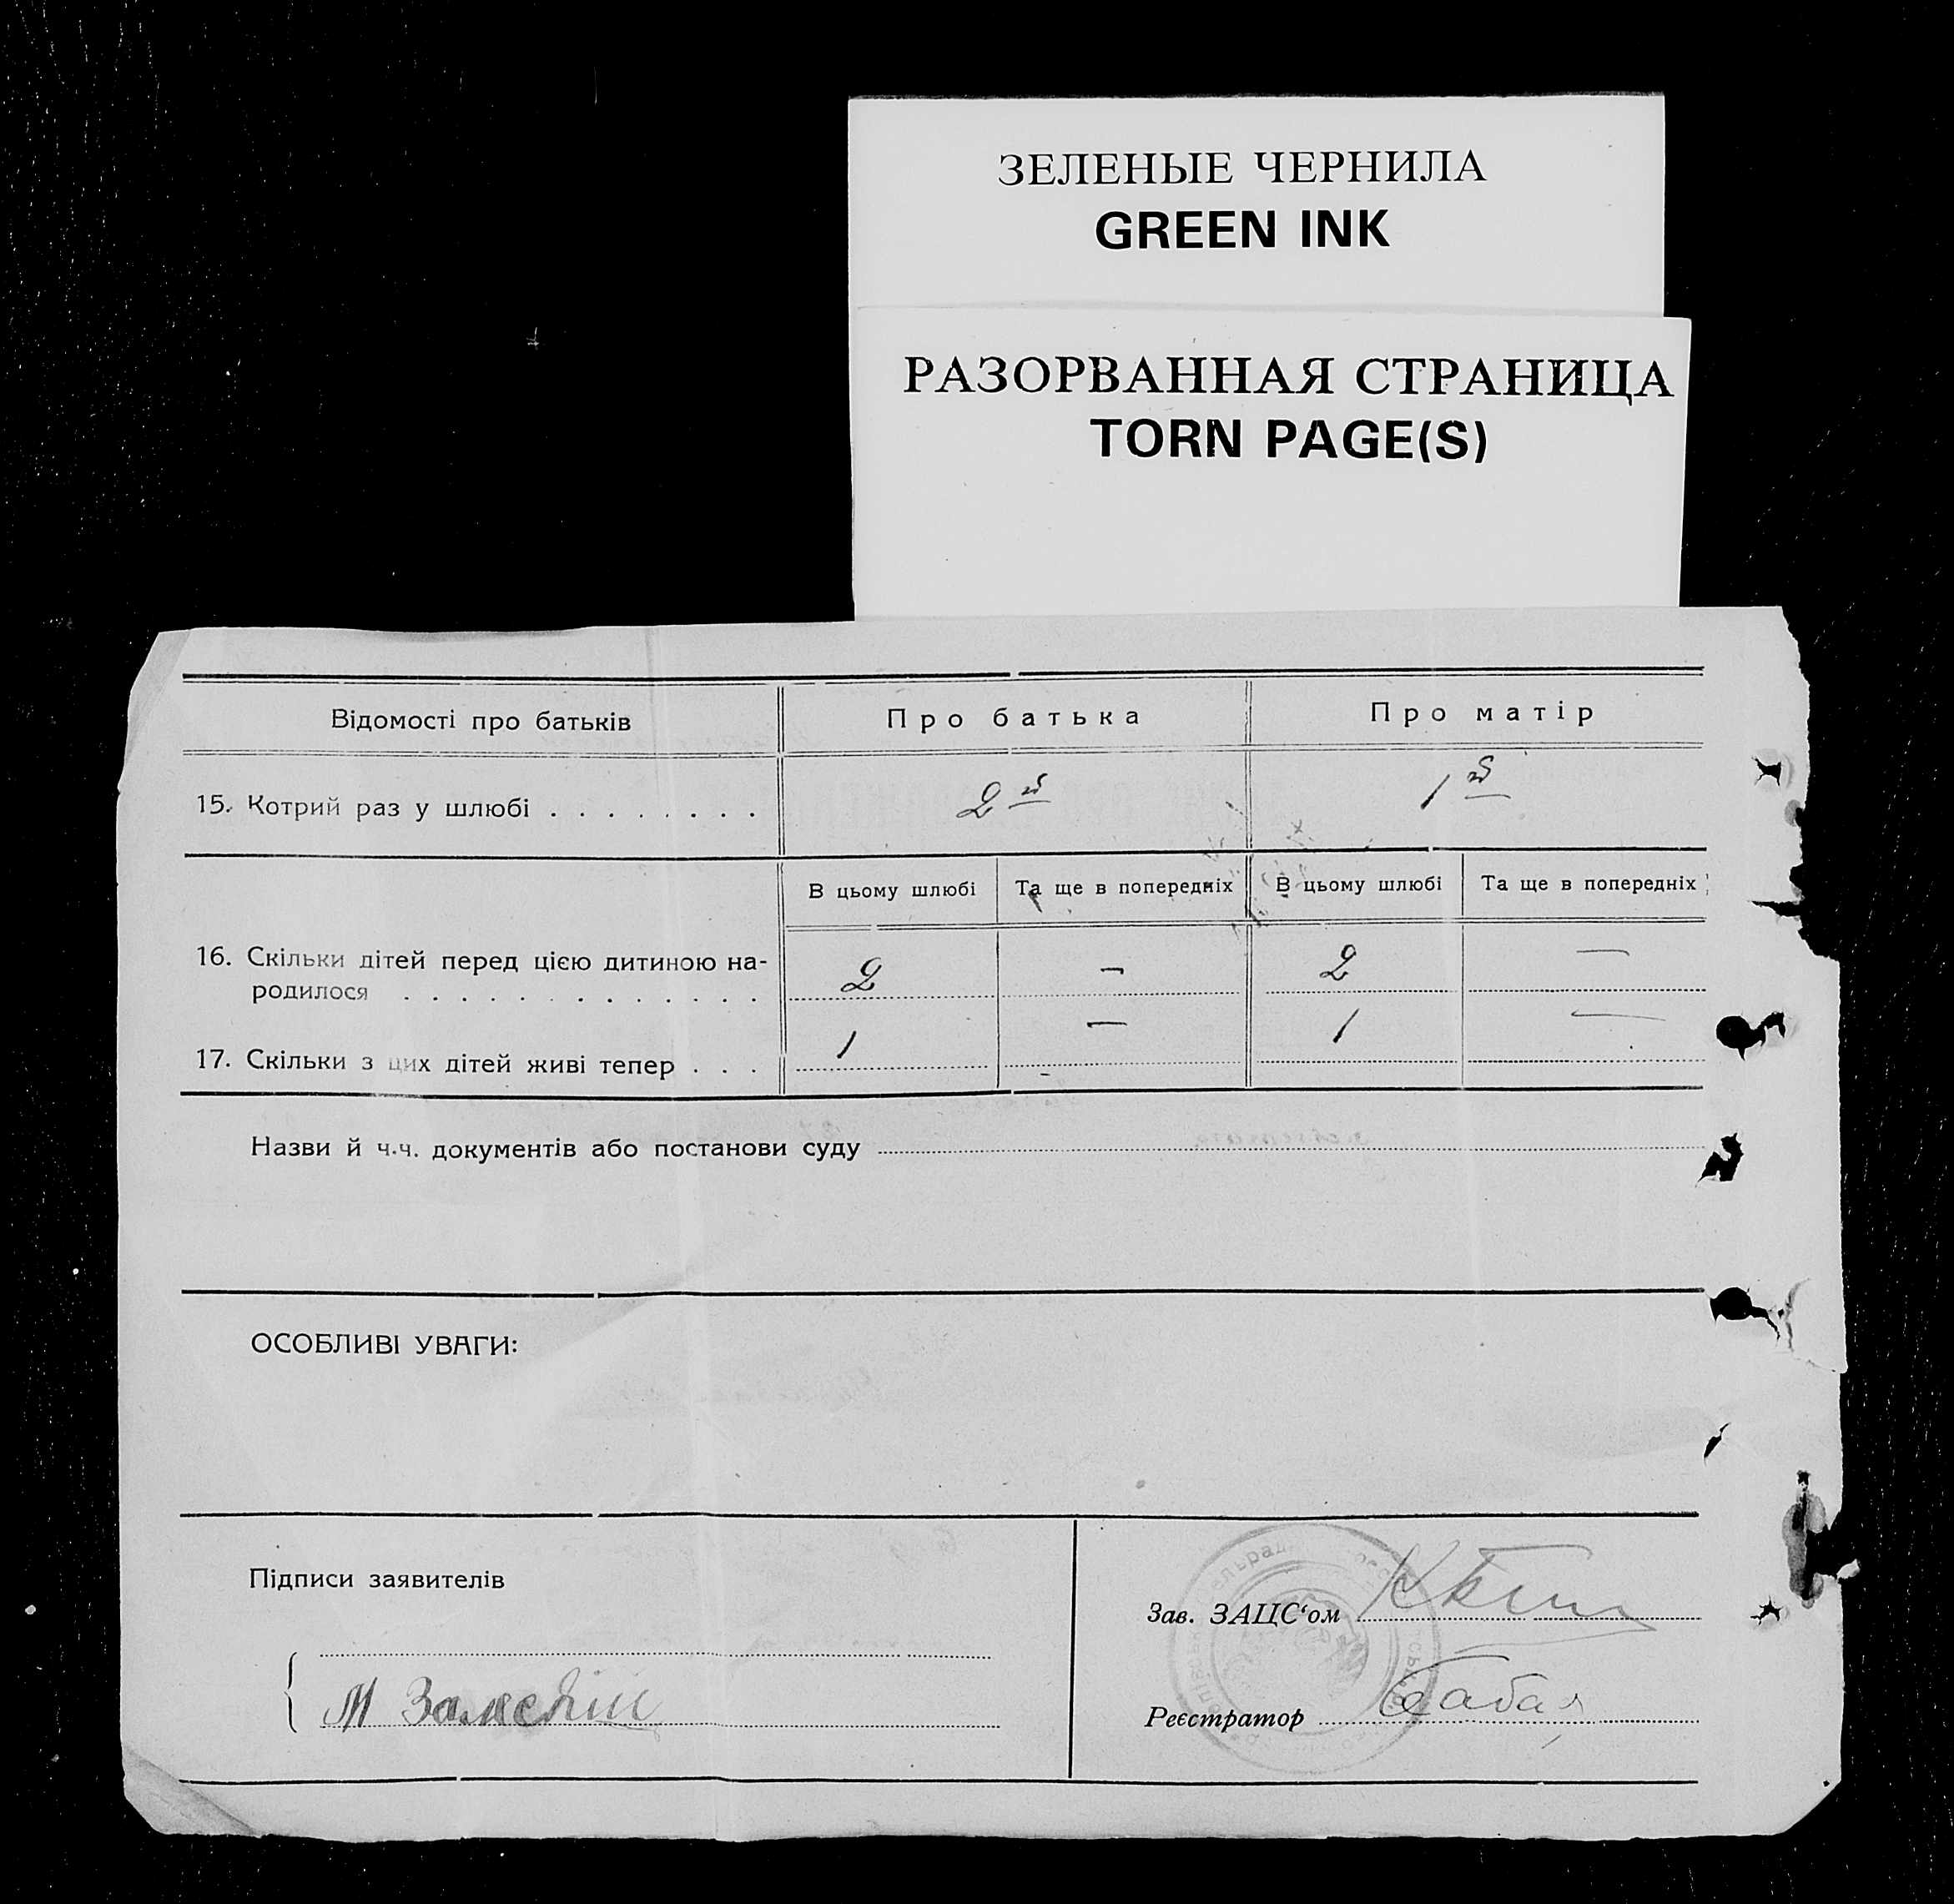 ЗЕЛЕНЫЕ ЧЕРНИЛА
GREEN INK
РАЗОРВАННАЯ СТРАНИЦА
TORN PAGE(S)
Відомості про батьків
Про батька
Про матір
15. Котрий раз у шлюбі . . . . . . . .
2 й
1 й
В цьому шлюбі
Та ще в попередніх
В цьому шлюбі
Та ще в попередніх
16. Скільки дітей перед цією дитиною на-
родилося . . . . . . . . . . . . .
2
—
2
—
17. Скільки з цих дітей живі тепер . . .
1
—
1
—
Назви й ч.ч. документів або постанови суду
ОСОБЛИВІ УВАГИ:
Підписи заявителів
М
Зав. ЗАЦС‘ом
Реєстратор